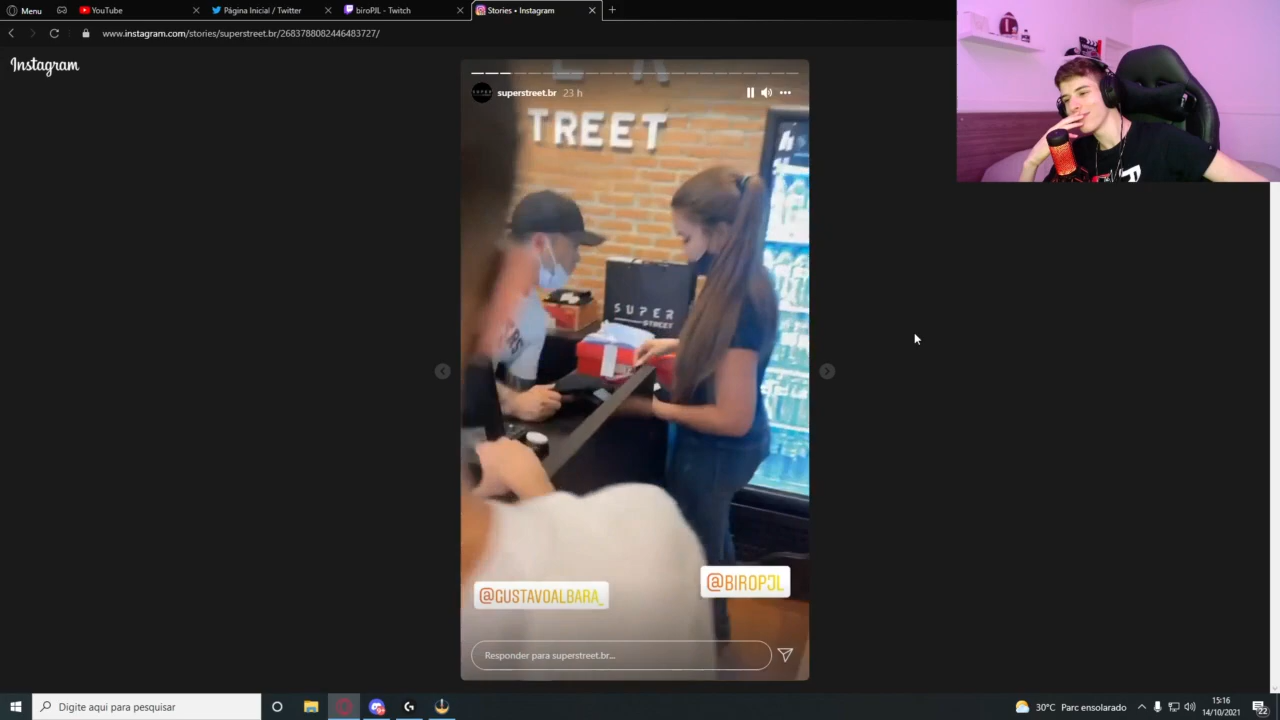 Menu
YouTube
Página Inicial / Twitter
biroPJL - Twitch
Stories • Instagram
www.instagram.com/stories/superstreet.br/2683788082446483727/
Instagram
superstreet.br 23 h
TREET
SUPER
STREET
@GUSTAVOALBARA_
@BIROPJL
Responder para superstreet.br...
Digite aqui para pesquisar
30°C Parc ensolarado
15:16
14/10/2021
22